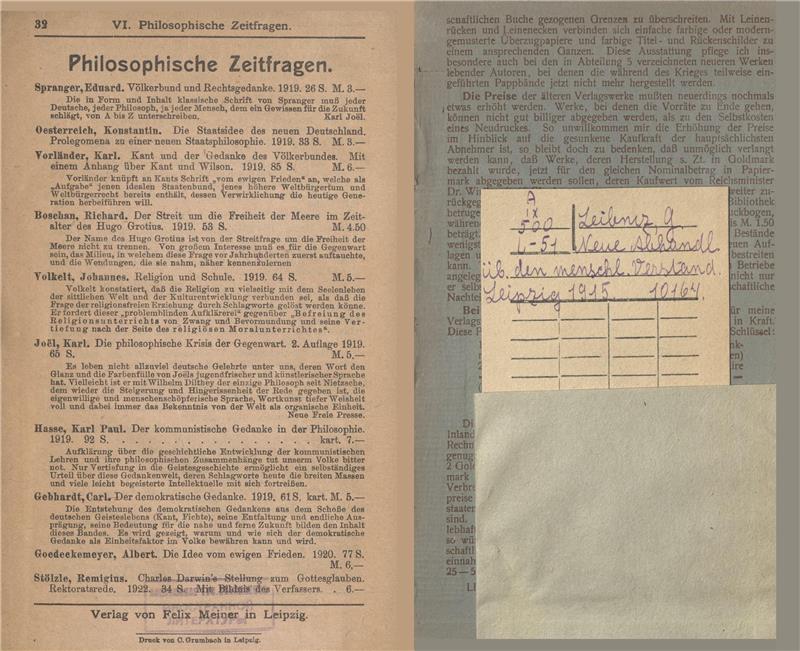 32 VI. Philosophische Zeitfragen.
Philosophische Zeitfragen.
Spranger, Eduard. Völkerbund und Rechtsgedanke. 1919. 26 S. M. 3.—
Die in Form und Inhalt klassische Schrift von Spranger muß jeder
Deutsche, jeder Philosoph, ja jeder Mensch, dem ein Gewissen für die Zukunft
schlägt, von A bis Z unterschreiben. Karl Joël.
Oesterreich, Konstantin. Die Staatsidee des neuen Deutschland.
Prolegomena zu einer neuen Staatsphilosophie. 1919. 33 S. M. 3.—
Vorländer, Karl. Kant und der Gedanke des Völkerbundes. Mit
einem Anhang über Kant und Wilson. 1919. 85 S. M. 6.—
Vorländer knüpft an Kants Schrift „vom ewigen Frieden“ an, welche als
„Aufgabe“ jenen idealen Staatenbund, jenes höhere Weltbürgertum und
Weltbürgerrecht bereits enthält, dessen Verwirklichung die heutige Gene-
ration herbeiführen will.
Boschan, Richard. Der Streit um die Freiheit der Meere im Zeit-
alter des Hugo Grotius. 1919. 53 S. M. 4.50
Der Name des Hugo Grotius ist von der Streitfrage um die Freiheit der
Meere nicht zu trennen. Von großem Interesse muß es für die Gegenwart
sein, das Milieu, in welchem diese Frage vor Jahrhunderten zuerst auftauchte,
und die Wendungen, die sie nahm, näher kennenzulernen
Volkelt, Johannes. Religion und Schule. 1919. 64 S. M. 5.—
Volkelt konstatiert, daß die Religion zu vielseitig mit dem Seelenleben
der sittlichen Welt und der Kulturentwicklung verbunden sei, als daß die
Frage der religionsfreien Erziehung durch Schlagworte gelöst werden könne.
Er fordert dieser „problemblinden Aufklärerei“ gegenüber „Befreiung des
Religionsunterrichts von Zwang und Bevormundung und seine Ver-
tiefung nach der Seite des religiösen Moralunterrichtes“.
Joël, Karl. Die philosophische Krisis der Gegenwart. 2. Auflage 1919.
65 S. M. 5.—
Es leben nicht allzuviel deutsche Gelehrte unter uns, deren Wort den
Glanz und die Farbenfülle von Joëls jugendfrischer und künstlerischer Sprache
hat. Vielleicht ist er mit Wilhelm Dilthey der einzige Philosoph seit Nietzsche,
dem wieder die Steigerung und Hingerissenheit der Rede gegeben ist, die
eigenwillige und menschenschöpferische Sprache, Wortkunst tiefer Weisheit
voll und dabei immer das Bekenntnis von der Welt als organische Einheit.
Neue Freie Presse.
Hasse, Karl Paul. Der kommunistische Gedanke in der Philosophie.
1919. 92 S. . . . . . . . . . . . . . . . kart. 7.—
Aufklärung über die geschichtliche Entwicklung der kommunistischen
Lehren und ihre philosophischen Zusammenhänge tut unserm Volke bitter
not. Nur Vertiefung in die Geistesgeschichte ermöglicht ein selbständiges
Urteil über diese Gedankenwelt, deren Schlagworte heute die breiten Massen
und viele leicht begeisterte Intellektuelle mit sich fortreißen.
Gebhardt, Carl. Der demokratische Gedanke. 1919. 61 S. kart. M. 5.—
Die Entstehung des demokratischen Gedankens aus dem Schoße des
deutschen Geisteslebens (Kant, Fichte), seine Entfaltung und endliche Aus-
prägung, seine Bedeutung für die nahe und ferne Zukunft bilden den Inhalt
dieses Bandes. Es wird gezeigt, warum und wie sich der demokratische
Gedanke als Einheitsfaktor im Volke bewähren kann und wird.
Goedeckemeyer, Albert. Die Idee vom ewigen Frieden. 1920. 77 S.
M. 6.—
Stölzle, Remigius. Charles Darwin's Stellung zum Gottesglauben.
Rektoratsrede. 1922. 34 S. Mit Bildnis des Verfassers. . 6.—
Verlag von Felix Meiner in Leipzig.
Druck von C. Grumbach in Leipzig.
schaftlichen Buche gezogenen Grenzen zu überschreiten. Mit Leinen-
rücken und Leinenecken verbinden sich einfache farbige oder modern-
gemusterte Überzugpapiere und farbige Titel- und Rückenschilder zu
einem ansprechenden Ganzen. Diese Ausstattung pflege ich ins-
besondere auch bei den in Abteilung 5 verzeichneten neueren Werken
lebender Autoren, bei denen die während des Krieges teilweise ein-
geführten Pappbände jetzt nicht mehr hergestellt werden.
Die Preise der älteren Verlagswerke mußten neuerdings nochmals
etwas erhöht werden. Werke, bei denen die Vorräte zu Ende gehen,
können nicht gut billiger abgegeben werden, als zu den Selbstkosten
eines Neudruckes. So unwillkommen mir die Erhöhung der Preise
im Hinblick auf die gesunkene Kaufkraft der hauptsächlichsten
Abnehmer ist, so bleibt doch zu bedenken, daß unmöglich verlangt
werden kann, daß Werke, deren Herstellung s. Zt. in Goldmark
bezahlt wurde, jetzt für den gleichen Nominalbetrag in Papier-
mark abgegeben werden sollen, deren Kaufwert vom Reichsminister
A
IX
500
L-51
Leibniz G
Neue Abhandl.
üb. den menschl. Verstand.
Leipzig 1915. 10164.